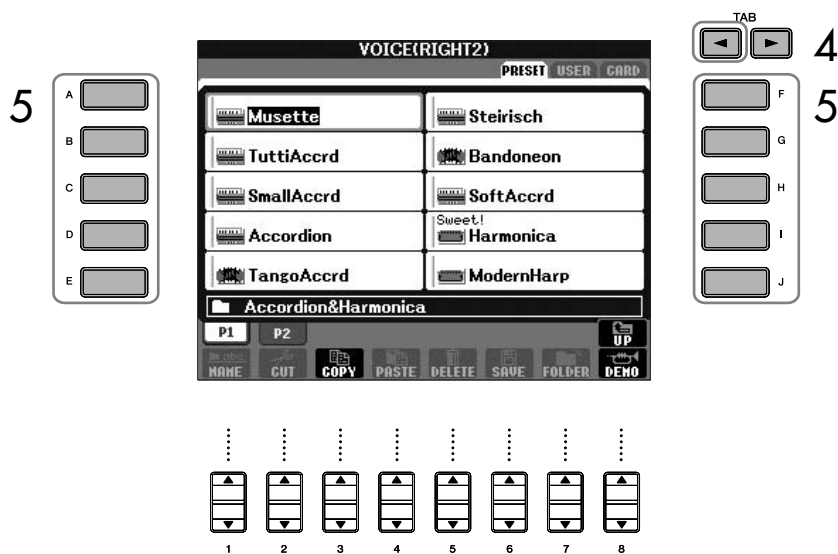 TAB
4
VOICE(RIGHT2)
PRESET USER CARD
5
5
A
F
Musette
Steirisch
B
G
TuttiAccrd
Bandoneon
C
H
SmallAccrd
SoftAccrd
D
I
Accordion
Sweet!
Harmonica
E
J
TangoAccrd
ModernHarp
Accordion&Harmonica
P1 P2
UP
abc
NAME CUT COPY PASTE DELETE SAVE FOLDER DEMO
1 2 3 4 5 6 7 8